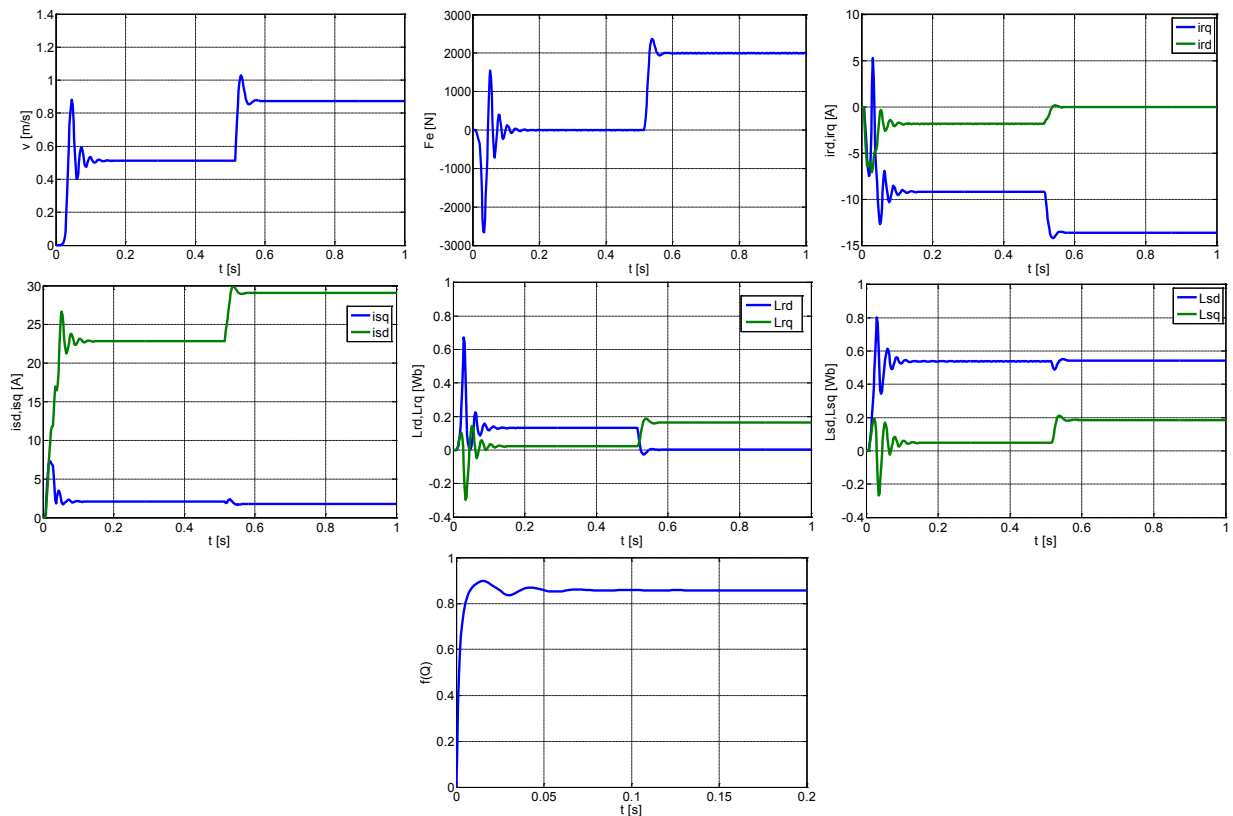 1.4
1.2
1
0.8
0.6
0.4
0.2
0
v [m/s]
0 0.2 0.4 0.6 0.8 1
t [s]
3000
2000
1000
0
-1000
-2000
-3000
Fe [N]
0 0.2 0.4 0.6 0.8 1
t [s]
10
5
0
-5
-10
-15
ird,irq [A]
irq
ird
0 0.2 0.4 0.6 0.8 1
t [s]
30
25
20
15
10
5
0
isd,isq [A]
isq
isd
0 0.2 0.4 0.6 0.8 1
t [s]
1
0.8
0.6
0.4
0.2
0
-0.2
-0.4
Lrd,Lrq [Wb]
Lrd
Lrq
0 0.2 0.4 0.6 0.8 1
t [s]
1
0.8
0.6
0.4
0.2
0
-0.2
-0.4
Lsd,Lsq [Wb]
Lsd
Lsq
0 0.2 0.4 0.6 0.8 1
t [s]
1
0.8
0.6
0.4
0.2
0
f(Q)
0 0.05 0.1 0.15 0.2
t [s]